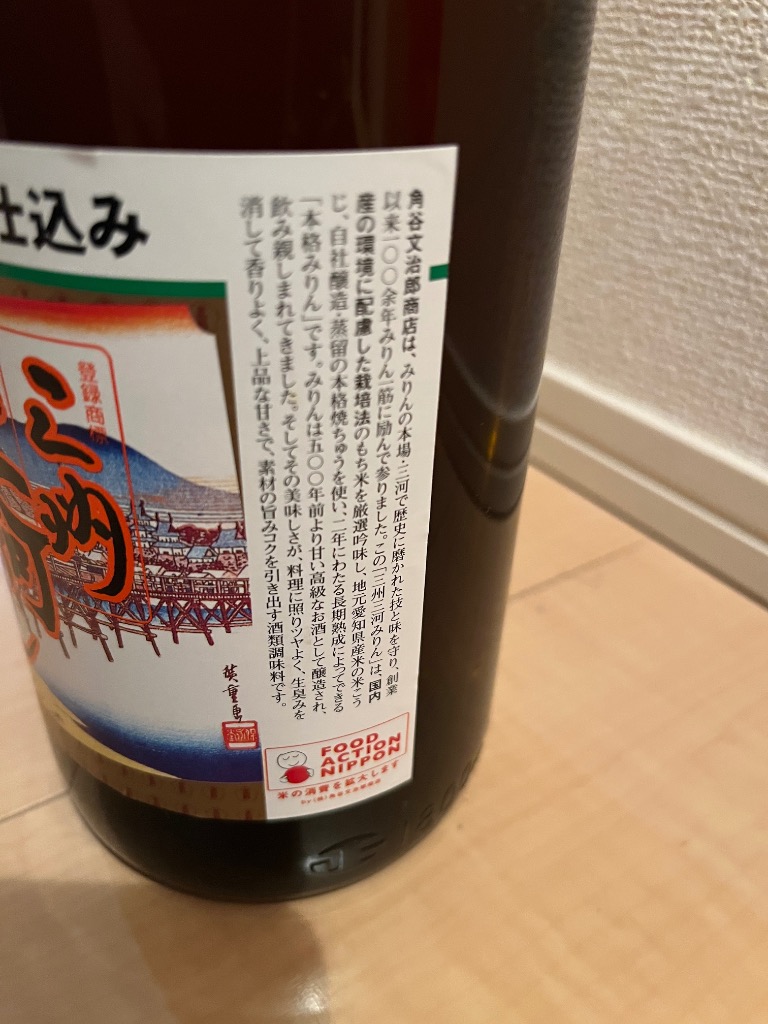 仕込み
登録商標
三州
角谷文治郎商店は、みりんの本場・三河で歴史に磨かれた技と味を守り、創業
以来一〇〇余年みりん一筋に励んで参りました。この「三州三河みりん」は、国内
産の環境に配慮した栽培法のもち米を厳選吟味し、地元愛知県産米の米こう
じ、自社醸造・蒸留の本格焼ちゅうを使い、二年にわたる長期熟成によってできる
「本格みりん」です。みりんは五〇〇年前より甘い高級なお酒として醸造され、
飲み親しまれてきました。そしてその美味しさが、料理に照りツヤよく、生臭みを
消して香りよく、上品な甘さで、素材の旨みコクを引き出す酒類調味料です。
FOOD
ACTION
NIPPON
米の消費を拡大します